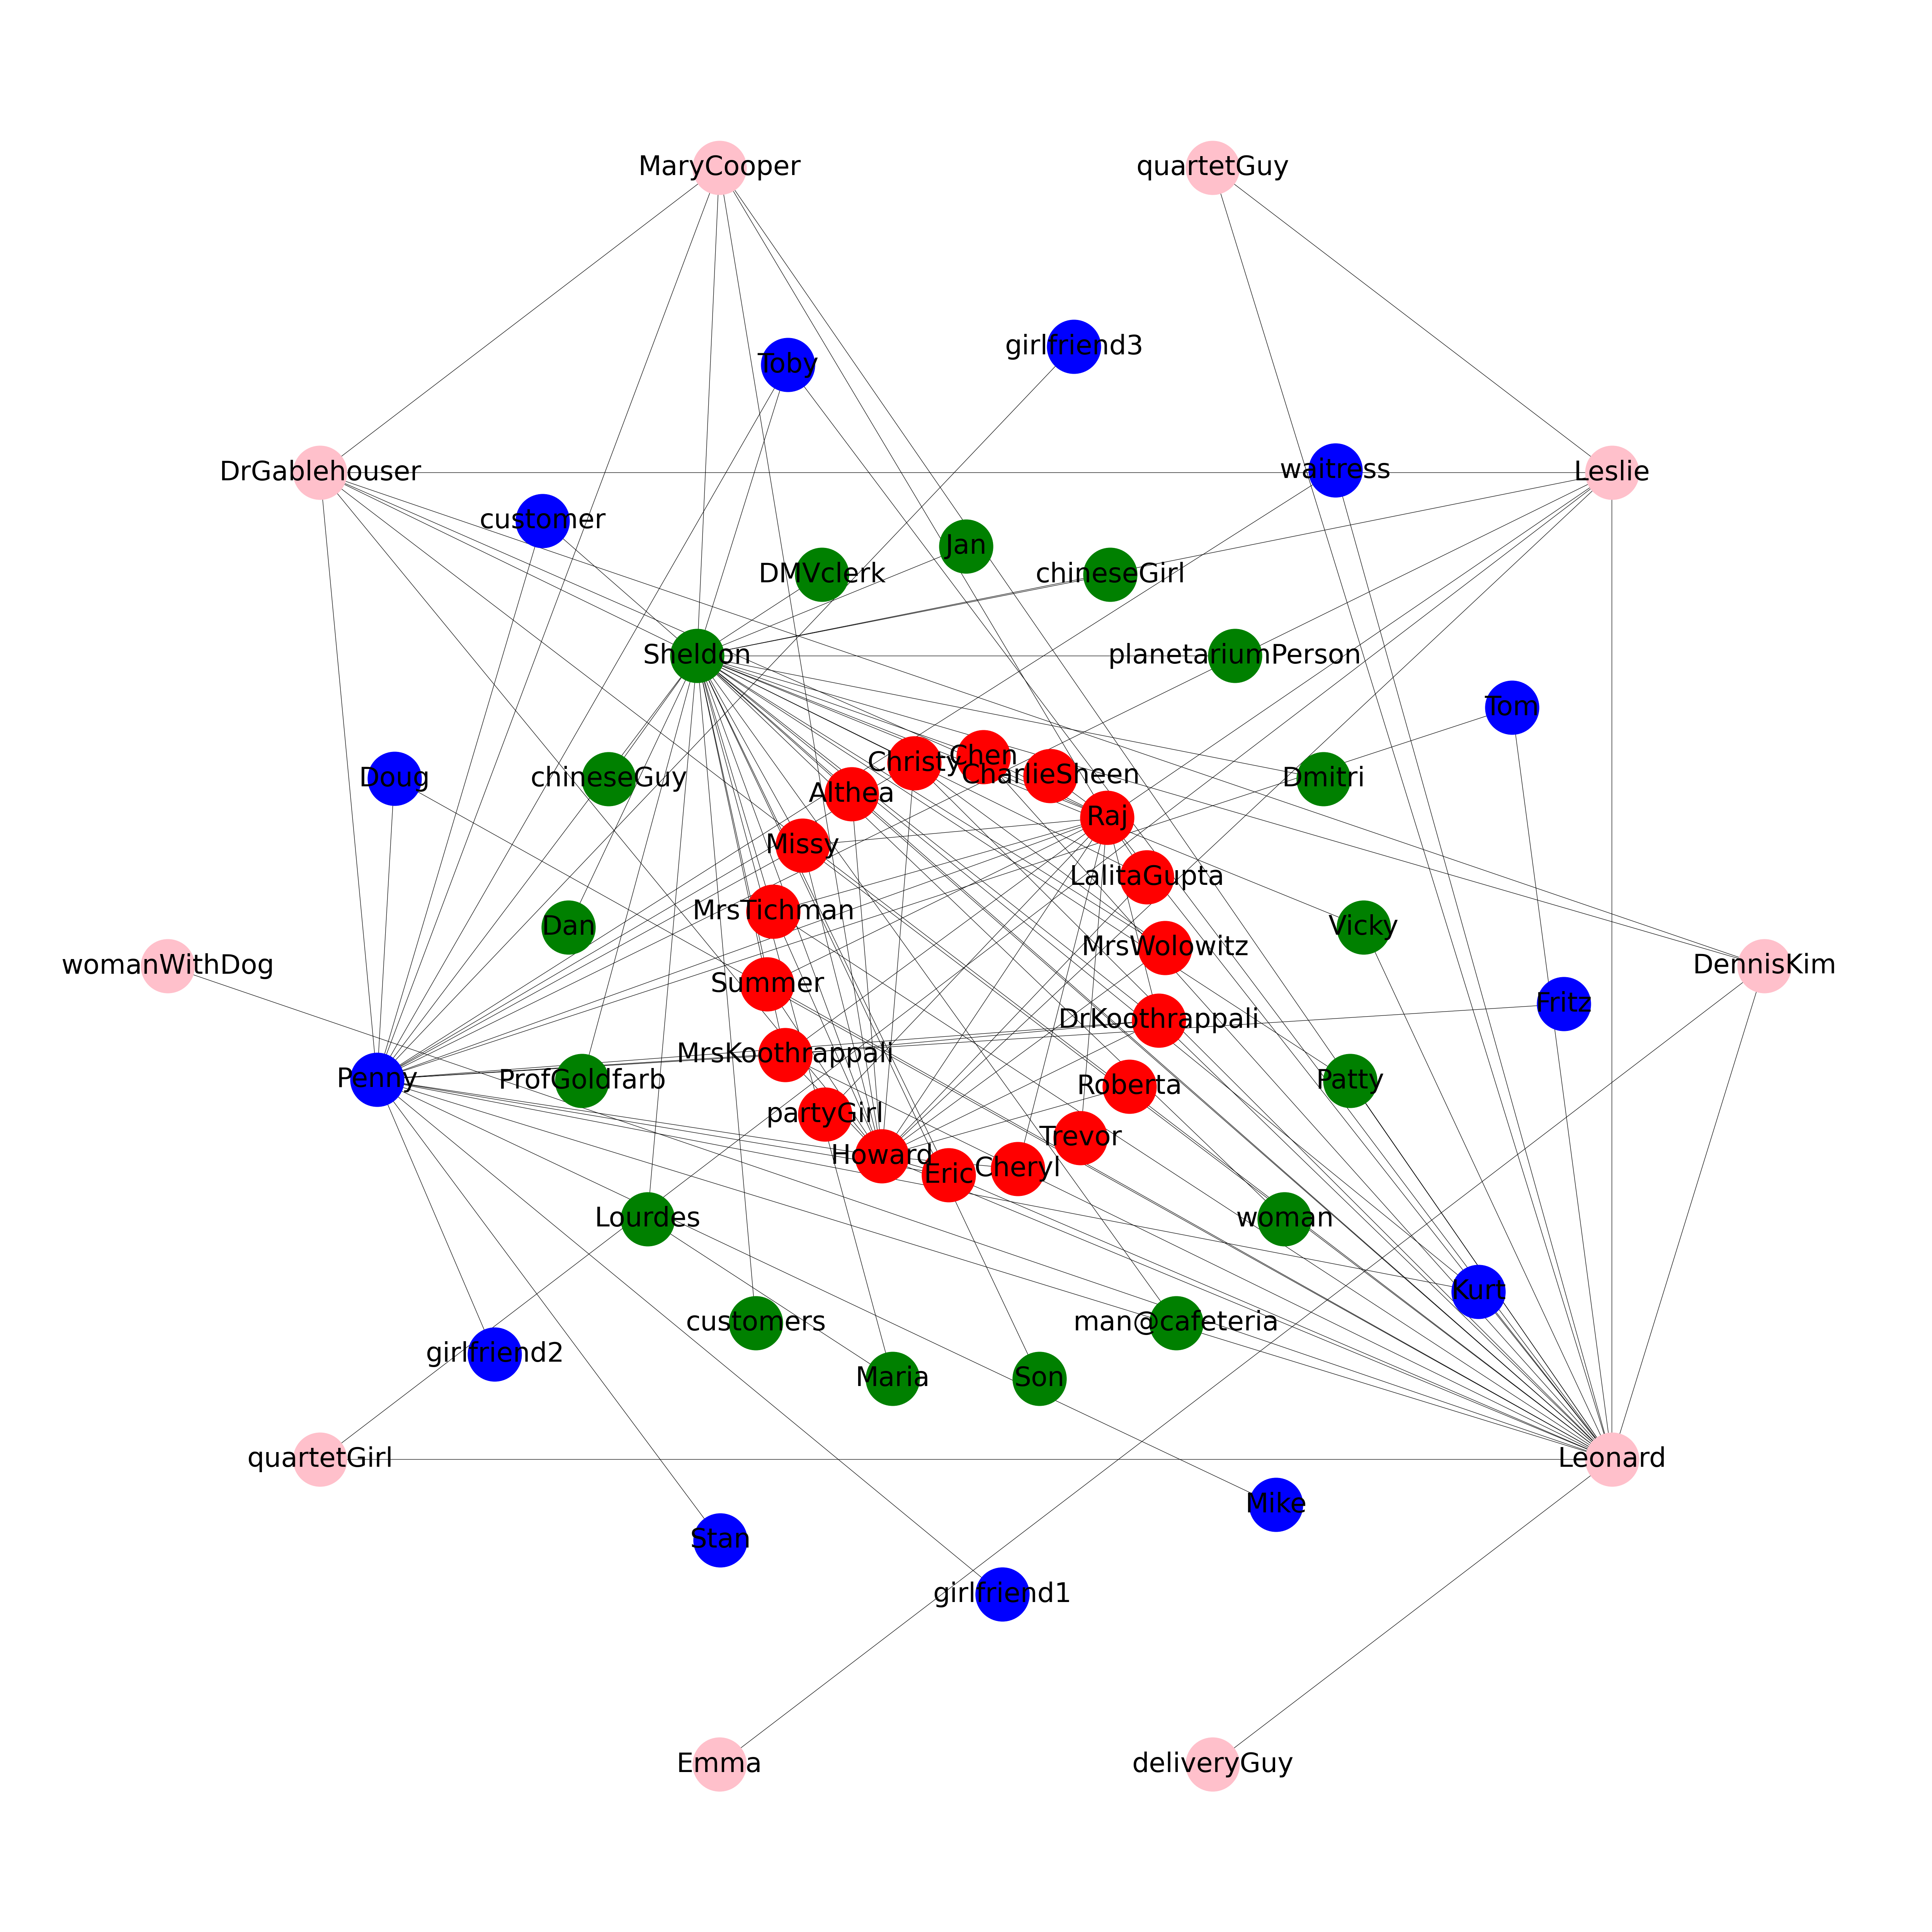 MaryCooper
quartetGuy
girlfriend3
Toby
DrGablehouser
waitress
Leslie
customer
Jan
DMVclerk
chineseGirl
Sheldon
planetariumPerson
Tom
Chen
Christy
CharlieSheen
Doug
chineseGuy
Dmitri
Althea
Raj
Missy
LalitaGupta
MrsTichman
Dan
Vicky
MrsWolowitz
womanWithDog
DennisKim
Summer
Fritz
DrKoothrappali
MrsKoothrappali
Penny
ProfGoldfarb
Roberta
Patty
partyGirl
Trevor
Howard
Cheryl
Eric
Lourdes
woman
Kurt
customers
man@cafeteria
girlfriend2
Maria
Son
quartetGirl
Leonard
Mike
Stan
girlfriend1
Emma
deliveryGuy